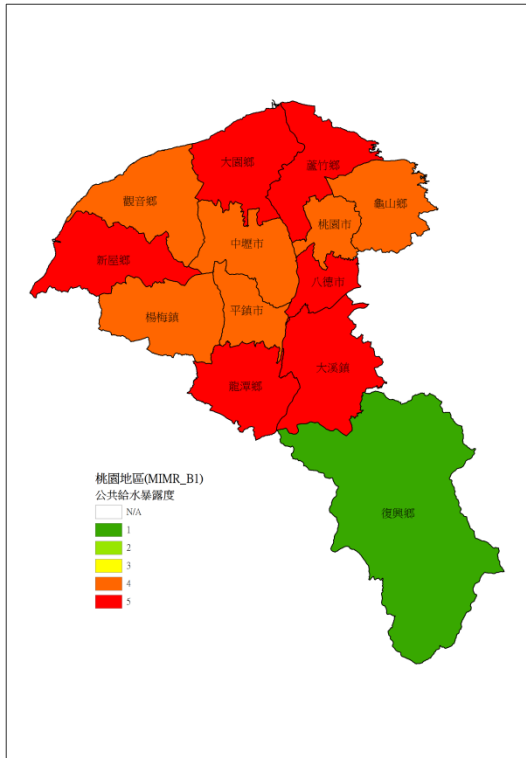 大園鄉
蘆竹鄉
觀音鄉
桃園市
龜山鄉
中壢市
新屋鄉
八德市
楊梅鎮
平鎮市
大溪鎮
龍潭鄉
桃園地區(MIMR_B1)
公共給水暴露度
N/A
1
2
3
4
5
復興鄉